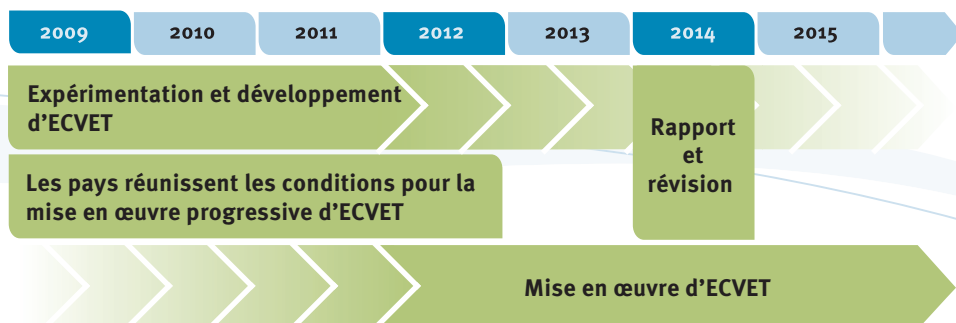 2009 2010 2011 2012 2013 2014 2015
Expérimentation et développement
d’ECVET
Rapport
et
révision
Les pays réunissent les conditions pour la
mise en œuvre progressive d’ECVET
Mise en œuvre d’ECVET